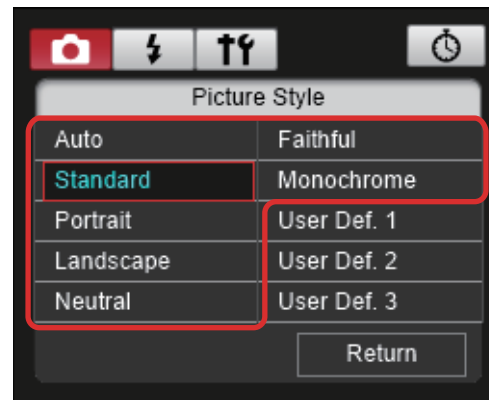 Picture Style
Auto Faithful
Standard Monochrome
Portrait User Def. 1
Landscape User Def. 2
Neutral User Def. 3
Return